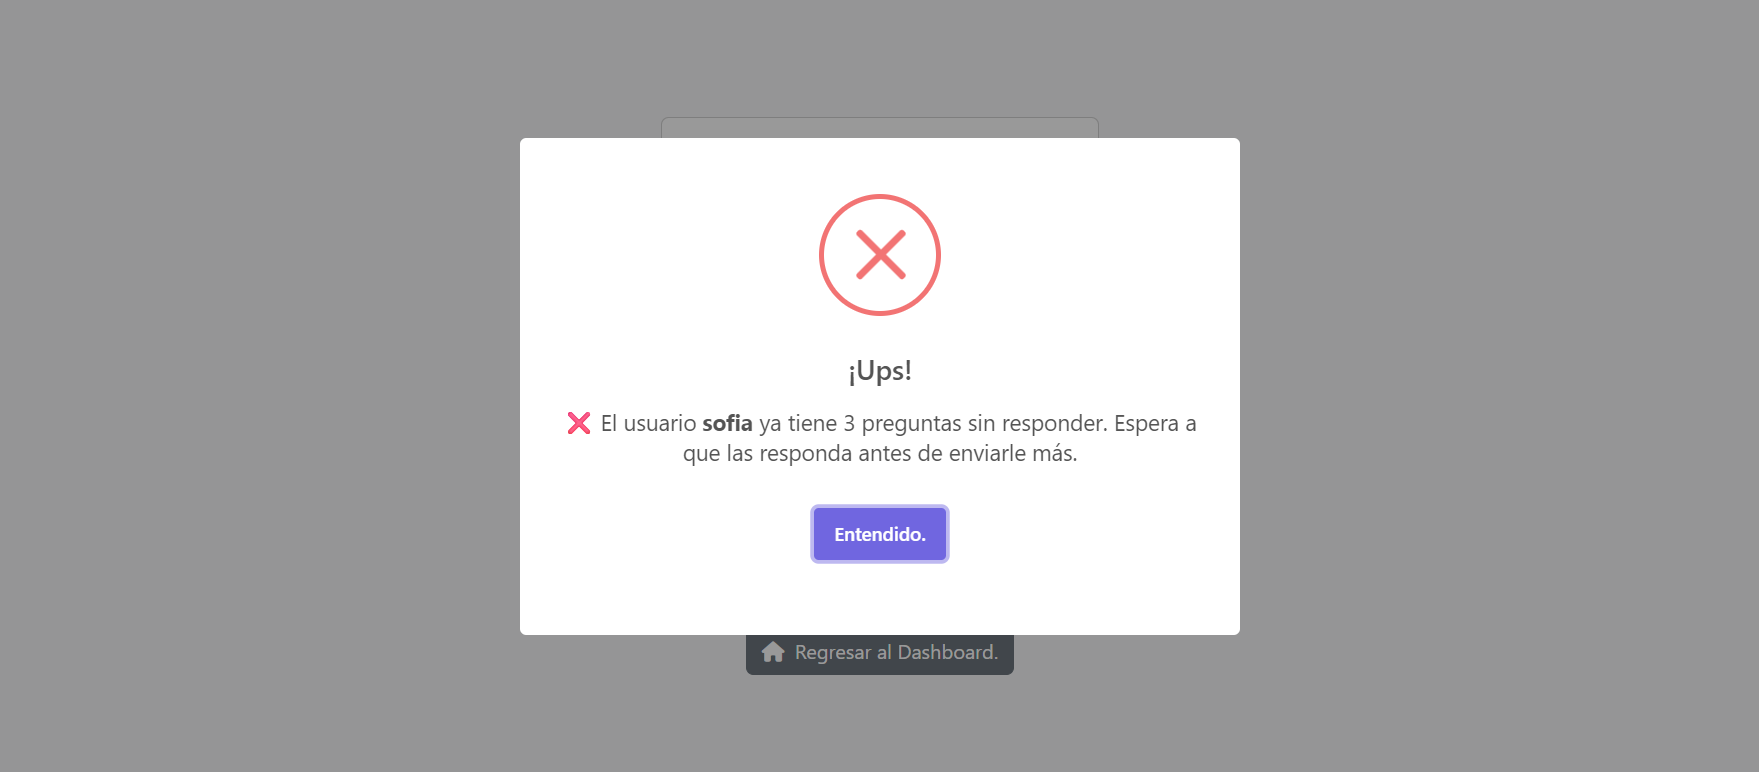 ¡Ups!
❌ El usuario sofia ya tiene 3 preguntas sin responder. Espera a
que las responda antes de enviarle más.
Entendido.
Regresar al Dashboard.